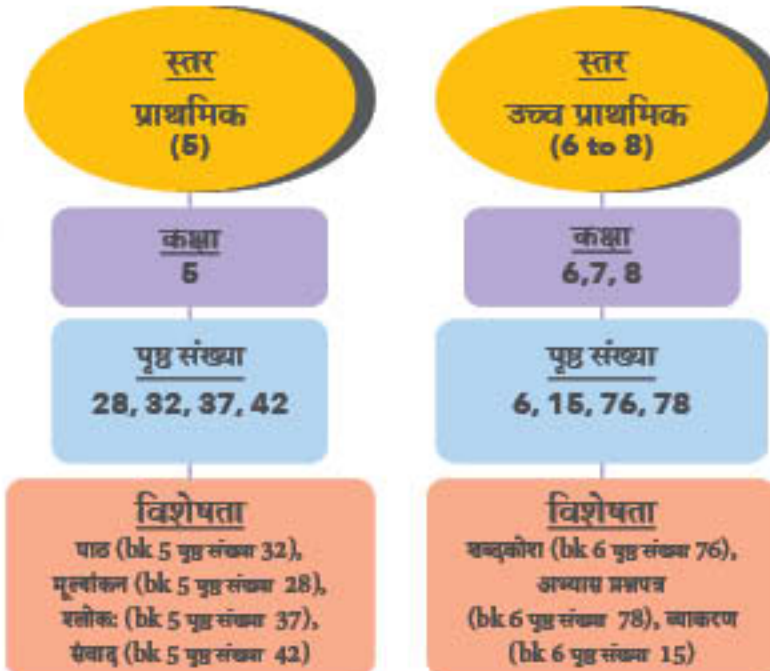 स्तर
प्राथमिक
(5)
कक्षा
5
पृष्ठ संख्या
28, 32, 37, 42
विशेषता
पाठ (bk 5 पृष्ठ संख्या 32),
मूल्यांकन (bk 5 पृष्ठ संख्या 28),
श्लोक: (bk 5 पृष्ठ संख्या 37),
संवाद (bk 5 पृष्ठ संख्या 42)
स्तर
उच्च प्राथमिक
(6 to 8)
कक्षा
6,7, 8
पृष्ठ संख्या
6, 15, 76, 78
विशेषता
शब्दकोश (bk 6 पृष्ठ संख्या 76),
अभ्यास प्रश्नपत्र
(bk 6 पृष्ठ संख्या 78), व्याकरण
(bk 6 पृष्ठ संख्या 15)